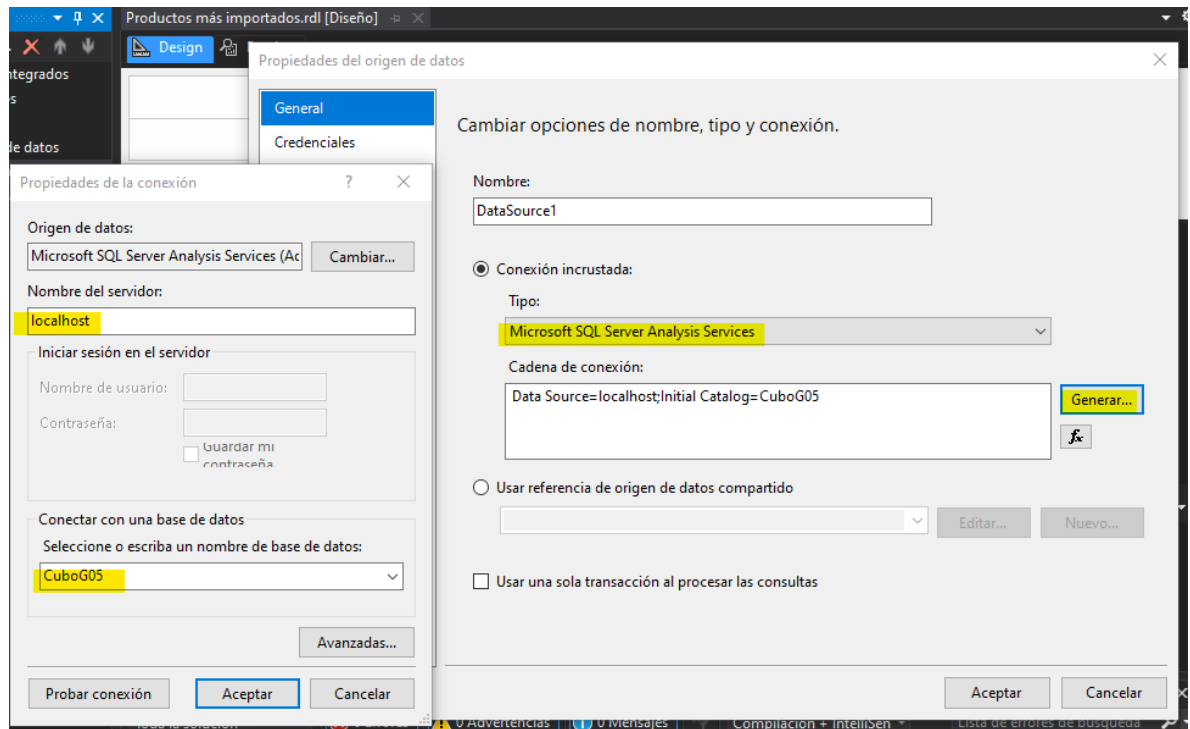 Productos más importados.rdl [Diseño]
Design
ntegrados
s
de datos
Propiedades del origen de datos
General
Credenciales
Cambiar opciones de nombre, tipo y conexión.
Nombre:
DataSource1
Conexión incrustada:
Tipo:
Microsoft SQL Server Analysis Services
Cadena de conexión:
Data Source=localhost;Initial Catalog=CuboG05
Generar...
fx
Usar referencia de origen de datos compartido
Editar...
Nuevo...
Usar una sola transacción al procesar las consultas
Aceptar
Cancelar
Propiedades de la conexión
?
Origen de datos:
Microsoft SQL Server Analysis Services (Ac
Cambiar...
Nombre del servidor:
localhost
Iniciar sesión en el servidor
Nombre de usuario:
Contraseña:
Guardar mi
contraseña
Conectar con una base de datos
Seleccione o escriba un nombre de base de datos:
CuboG05
Avanzadas...
Probar conexión
Aceptar
Cancelar
Toda la solución
0 Advertencias
0 Mensajes
Compilación + IntelliSen
Lista de errores de búsqueda